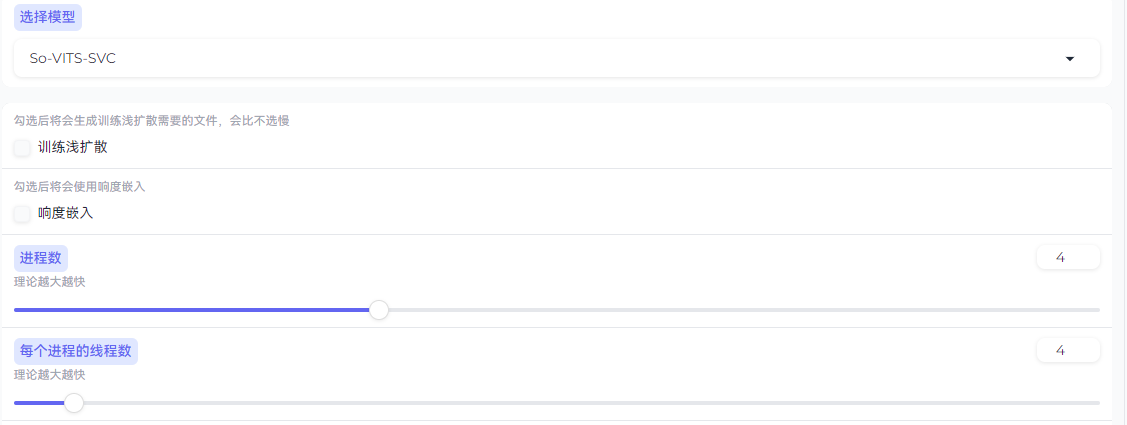 选择模型
So-VITS-SVC
勾选后将会生成训练浅扩散需要的文件，会比不选慢
训练浅扩散
勾选后将会使用响度嵌入
响度嵌入
进程数
4
理论越大越快
每个进程的线程数
4
理论越大越快